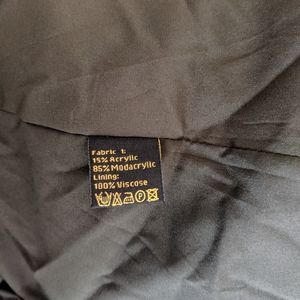 Fabric 1:
15% Acrylic
85% Modacrylic
Lining:
100% Viscose